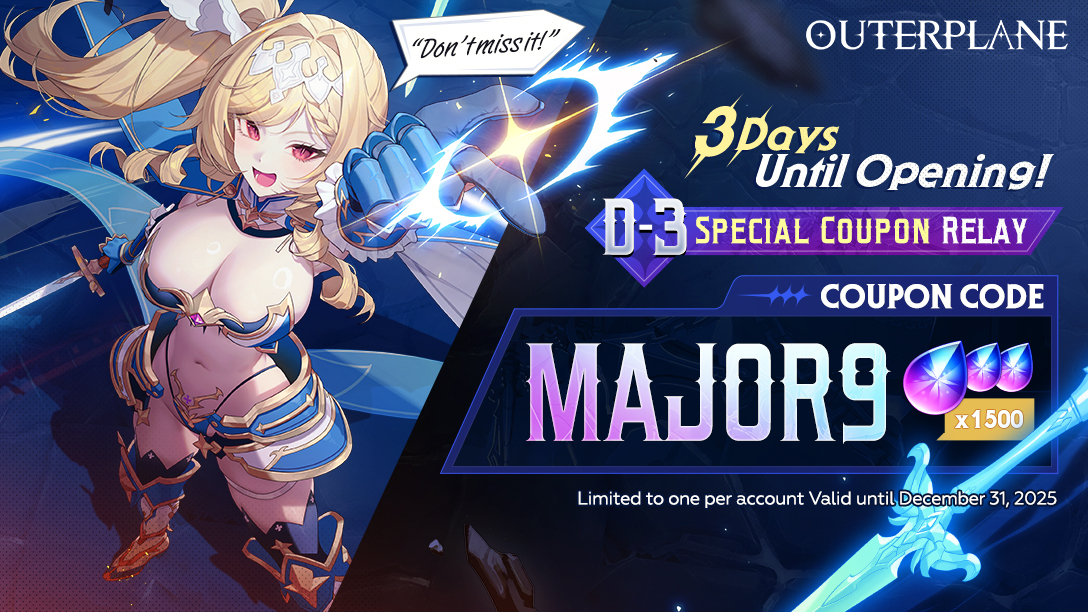 "Don't miss it!"
OUTERPLANE
3Days
Until Opening!
D-3 SPECIAL COUPON RELAY
COUPON CODE
MAJOR9
x1500
Limited to one per account Valid until December 31, 2025